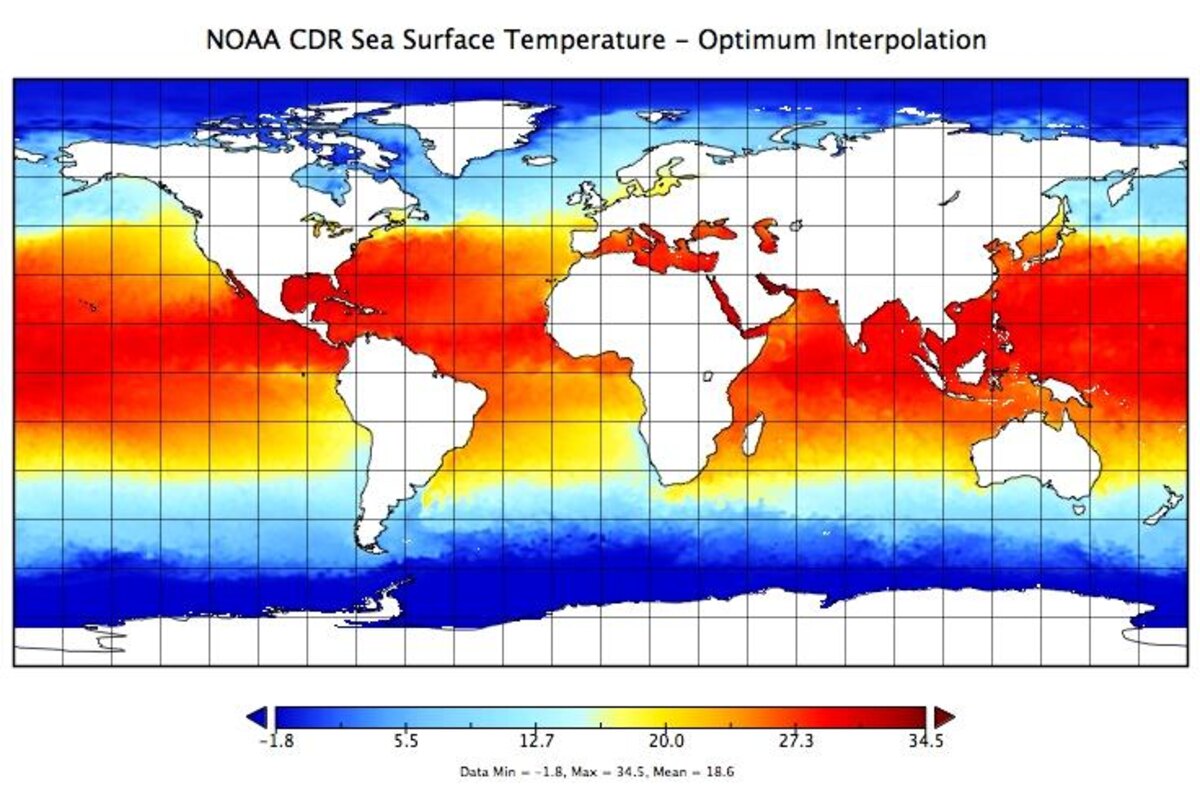 NOAA CDR Sea Surface Temperature – Optimum Interpolation
-1.8 5.5 12.7 20.0 27.3 34.5
Data Min = -1.8, Max = 34.5, Mean = 18.6